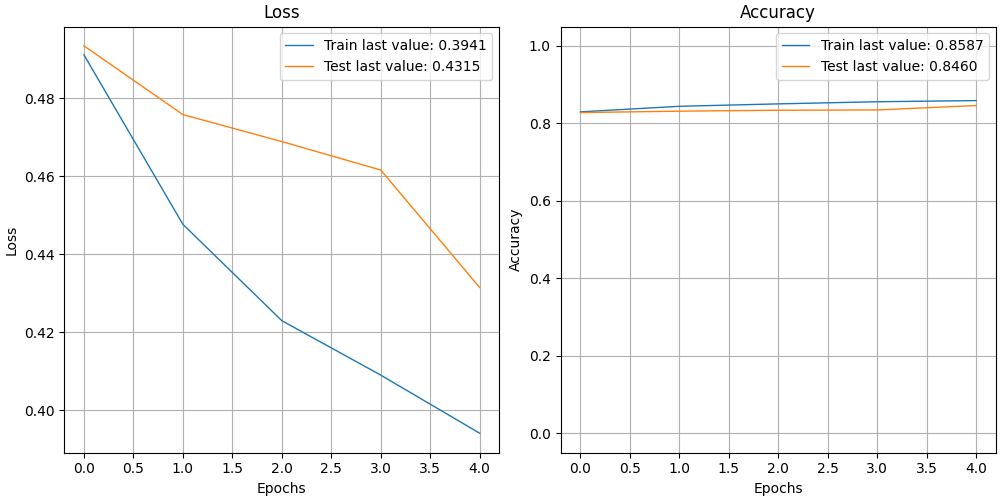 Loss
Train last value: 0.3941
Test last value: 0.4315
0.48
0.46
0.44
0.42
0.40
Loss
0.0 0.5 1.0 1.5 2.0 2.5 3.0 3.5 4.0
Epochs
Accuracy
Train last value: 0.8587
Test last value: 0.8460
1.0
0.8
0.6
0.4
0.2
0.0
Accuracy
0.0 0.5 1.0 1.5 2.0 2.5 3.0 3.5 4.0
Epochs